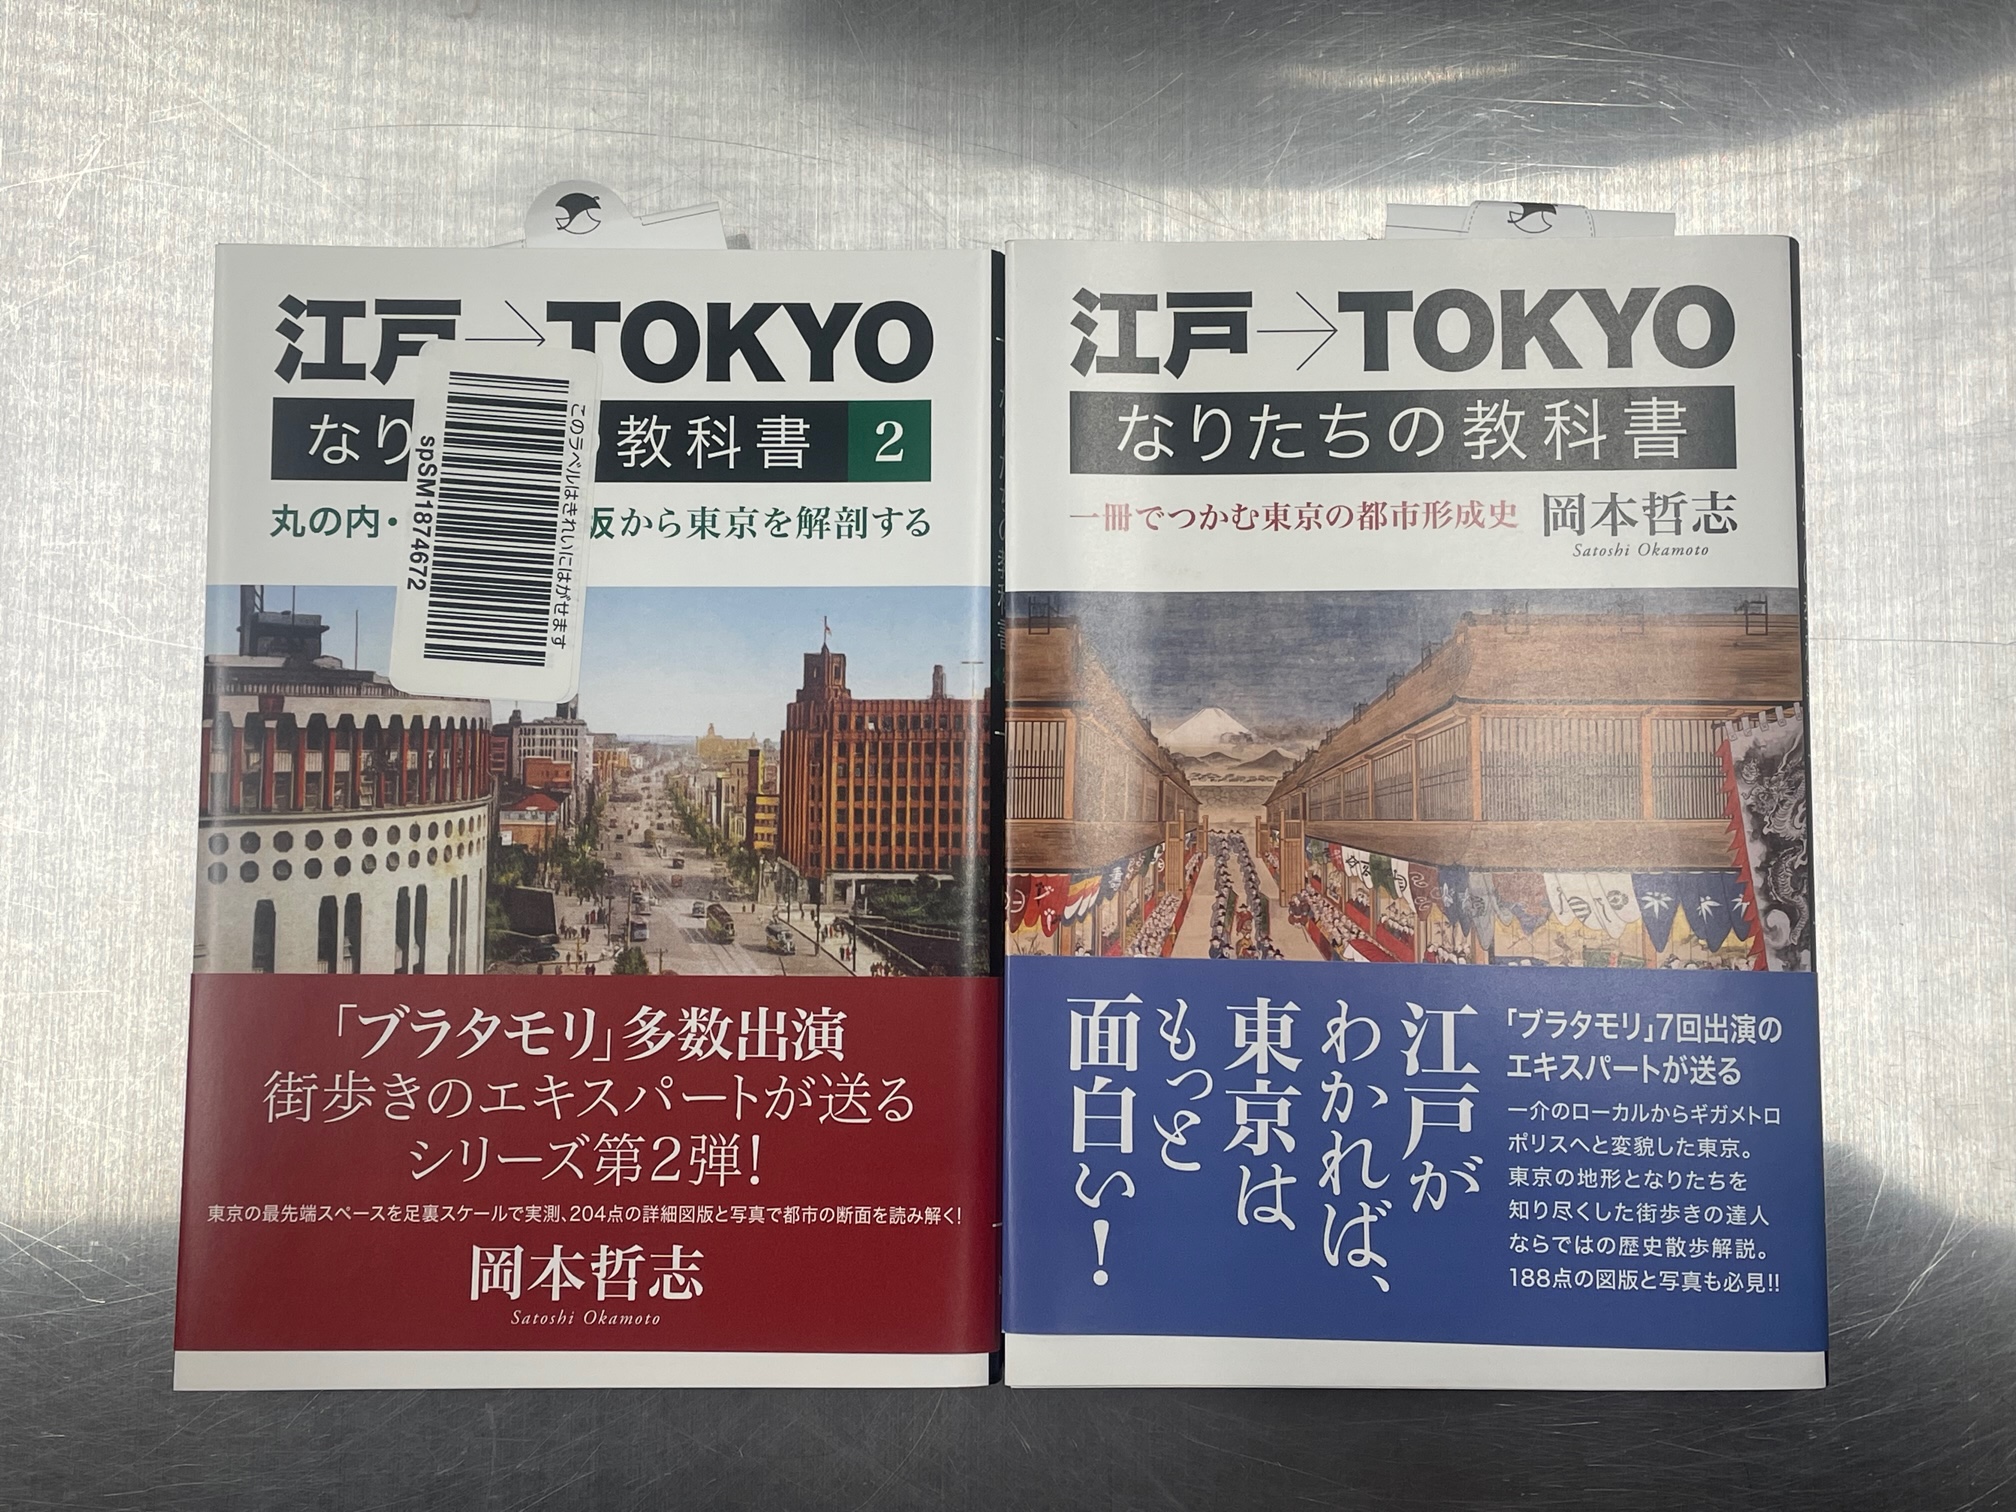 江戸→TOKYO
なり
の教科書 2
丸の内・
坂から東京を解剖する
このラベルはきれいにはがせます
spSM1874672
「ブラタモリ」多数出演
街歩きのエキスパートが送る
シリーズ第2弾!
東京の最先端スペースを足裏スケールで実測、204点の詳細図版と写真で都市の断面を読み解く!
岡本哲志
Satoshi Okamoto
江戸→TOKYO
なりたちの教科書
一冊でつかむ東京の都市形成史 岡本哲志
Satoshi Okamoto
「ブラタモリ」7回出演の
エキスパートが送る
一介のローカルからギガメトロ
ポリスへと変貌した東京。
東京の地形となりたちを
知り尽くした街歩きの達人
ならではの歴史散歩解説。
188点の図版と写真も必見!!
江戸が
わかれば、
東京は
もっと
面白い!